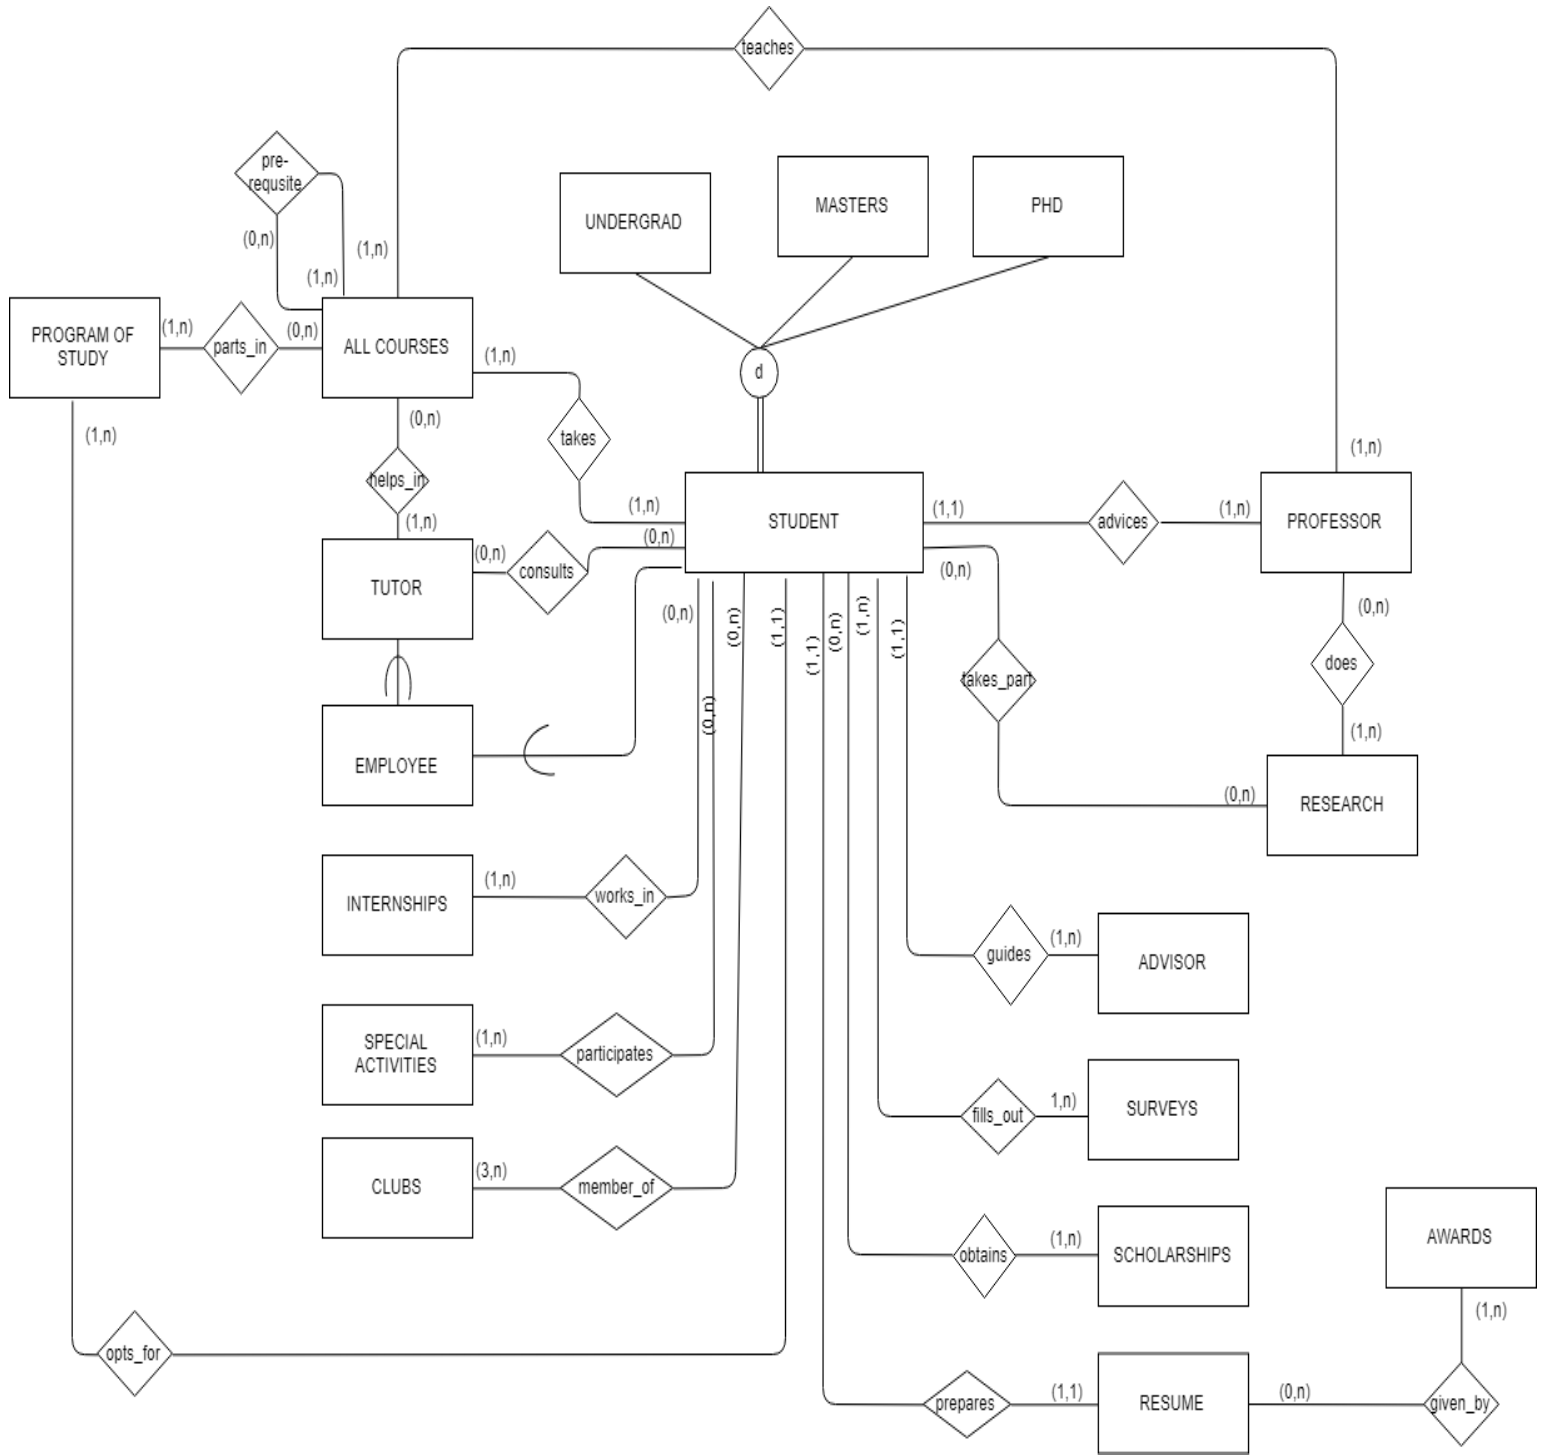 teaches
pre-
requsite
MASTERS
PHD
UNDERGRAD
(0,n)
(1,n)
(1,n)
PROGRAM OF
STUDY
(1,n)
parts_in
(0,n)
ALL COURSES
(1,n)
d
(1,n)
(0,n)
takes
(1,n)
helps_in
(1,n)
(1,n)
(0,n)
STUDENT
(1,1)
advices
(1,n)
PROFESSOR
(0,n)
consults
TUTOR
(0,n)
(0,n)
(0,n)
(1,1)
(1,1)
(0,n)
(1,n)
(1,1)
(0,n)
(0,n)
does
takes_part
(0,n)
(1,n)
EMPLOYEE
(0,n)
RESEARCH
INTERNSHIPS
(1,n)
works_in
guides
(1,n)
ADVISOR
SPECIAL
ACTIVITIES
(1,n)
participates
fills_out
1,n)
SURVEYS
CLUBS
(3,n)
member_of
obtains
(1,n)
SCHOLARSHIPS
AWARDS
(1,n)
opts_for
prepares
(1,1)
RESUME
(0,n)
given_by